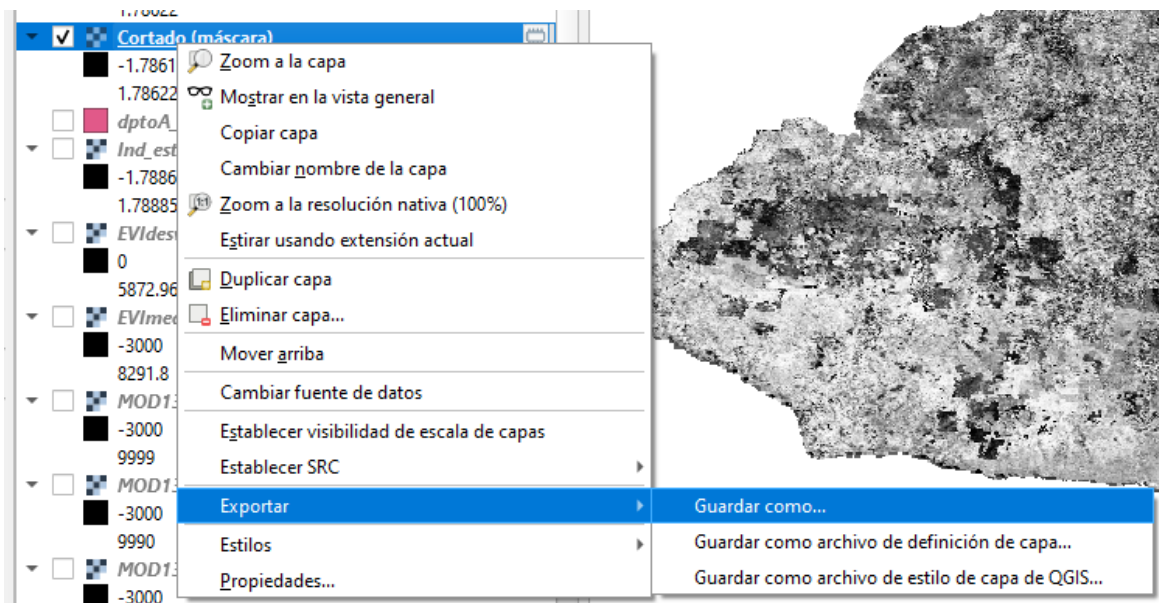 1.78622
Cortado (máscara)
-1.7861
1.78622
dptoA_
Ind_est
-1.7886
1.78885
EVIdesv
0
5872.96
EVImed
-3000
8291.8
MOD13
-3000
9999
MOD13
-3000
9990
MOD13
-3000
Zoom a la capa
Mostrar en la vista general
Copiar capa
Cambiar nombre de la capa
Zoom a la resolución nativa (100%)
Estirar usando extensión actual
Duplicar capa
Eliminar capa...
Mover arriba
Cambiar fuente de datos
Establecer visibilidad de escala de capas
Establecer SRC
Exportar
Estilos
Propiedades...
Guardar como...
Guardar como archivo de definición de capa...
Guardar como archivo de estilo de capa de QGIS...